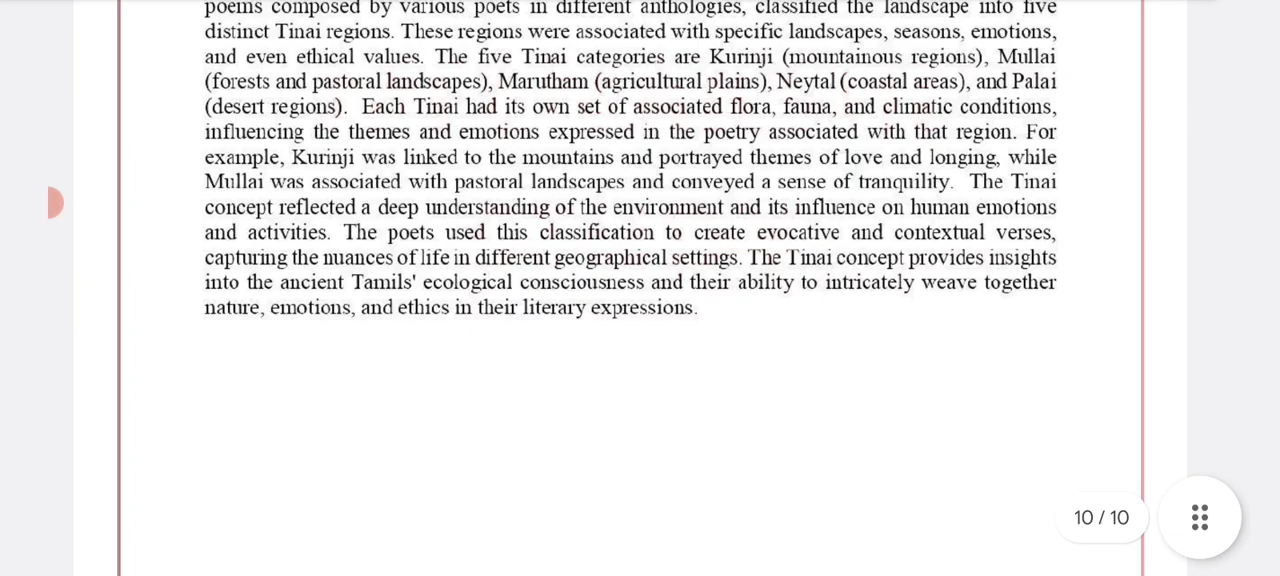 poems composed by various poets in different anthologies, classified the landscape into five
distinct Tinai regions. These regions were associated with specific landscapes, seasons, emotions,
and even ethical values. The five Tinai categories are Kurinji (mountainous regions), Mullai
(forests and pastoral landscapes), Marutham (agricultural plains), Neytal (coastal areas), and Palai
(desert regions). Each Tinai had its own set of associated flora, fauna, and climatic conditions,
influencing the themes and emotions expressed in the poetry associated with that region. For
example, Kurinji was linked to the mountains and portrayed themes of love and longing, while
Mullai was associated with pastoral landscapes and conveyed a sense of tranquility. The Tinai
concept reflected a deep understanding of the environment and its influence on human emotions
and activities. The poets used this classification to create evocative and contextual verses,
capturing the nuances of life in different geographical settings. The Tinai concept provides insights
into the ancient Tamils' ecological consciousness and their ability to intricately weave together
nature, emotions, and ethics in their literary expressions.
10 / 10